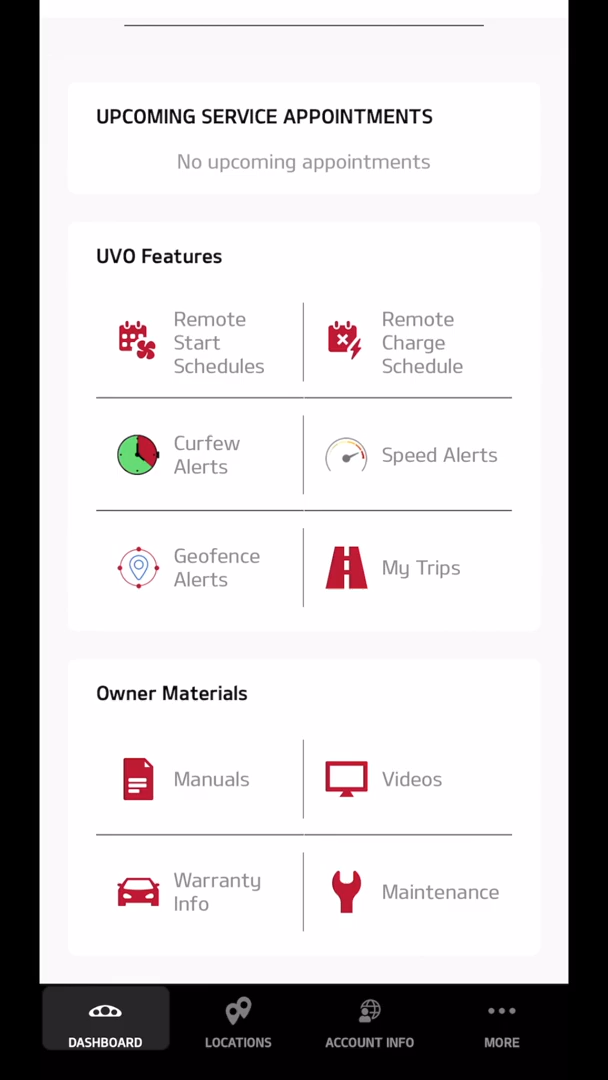 UPCOMING SERVICE APPOINTMENTS
No upcoming appointments
UVO Features
Remote
Start
Schedules
Remote
Charge
Schedule
Curfew
Alerts
Speed Alerts
Geofence
Alerts
My Trips
Owner Materials
Manuals
Videos
Warranty
Info
Maintenance
DASHBOARD
LOCATIONS
ACCOUNT INFO
MORE